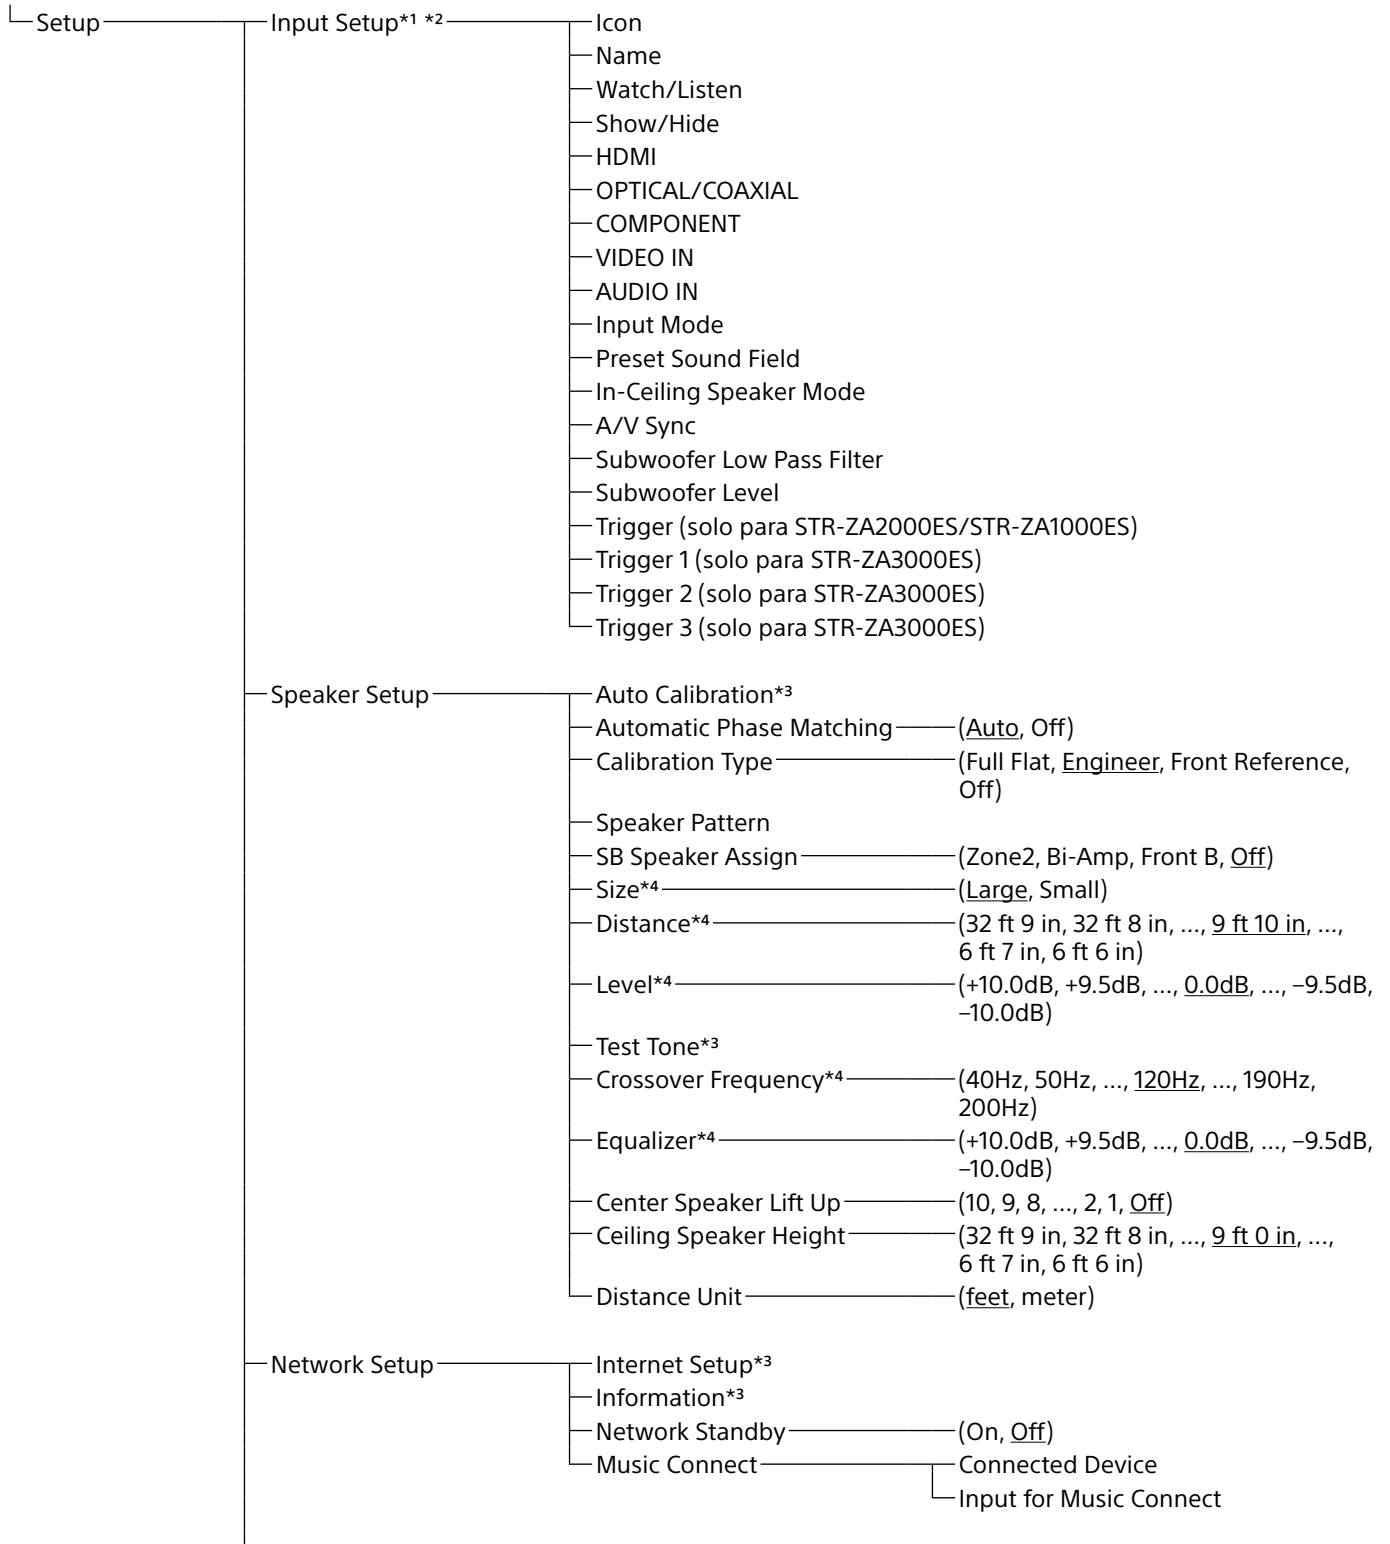 Setup
Input Setup*1 *2
Icon
Name
Watch/Listen
Show/Hide
HDMI
OPTICAL/COAXIAL
COMPONENT
VIDEO IN
AUDIO IN
Input Mode
Preset Sound Field
In-Ceiling Speaker Mode
A/V Sync
Subwoofer Low Pass Filter
Subwoofer Level
Trigger (solo para STR-ZA2000ES/STR-ZA1000ES)
Trigger 1 (solo para STR-ZA3000ES)
Trigger 2 (solo para STR-ZA3000ES)
Trigger 3 (solo para STR-ZA3000ES)
Speaker Setup
Auto Calibration*3
Automatic Phase Matching (Auto, Off)
Calibration Type (Full Flat, Engineer, Front Reference,
Off)
Speaker Pattern
SB Speaker Assign (Zone2, Bi-Amp, Front B, Off)
Size*4 (Large, Small)
Distance*4 (32 ft 9 in, 32 ft 8 in, ..., 9 ft 10 in, ...,
6 ft 7 in, 6 ft 6 in)
Level*4 (+10.0dB, +9.5dB, ..., 0.0dB, ..., –9.5dB,
–10.0dB)
Test Tone*3
Crossover Frequency*4 (40Hz, 50Hz, ..., 120Hz, ..., 190Hz,
200Hz)
Equalizer*4 (+10.0dB, +9.5dB, ..., 0.0dB, ..., –9.5dB,
–10.0dB)
Center Speaker Lift Up (10, 9, 8, ..., 2, 1, Off)
Ceiling Speaker Height (32 ft 9 in, 32 ft 8 in, ..., 9 ft 0 in, ...,
6 ft 7 in, 6 ft 6 in)
Distance Unit (feet, meter)
Network Setup
Internet Setup*3
Information*3
Network Standby (On, Off)
Music Connect
Connected Device
Input for Music Connect